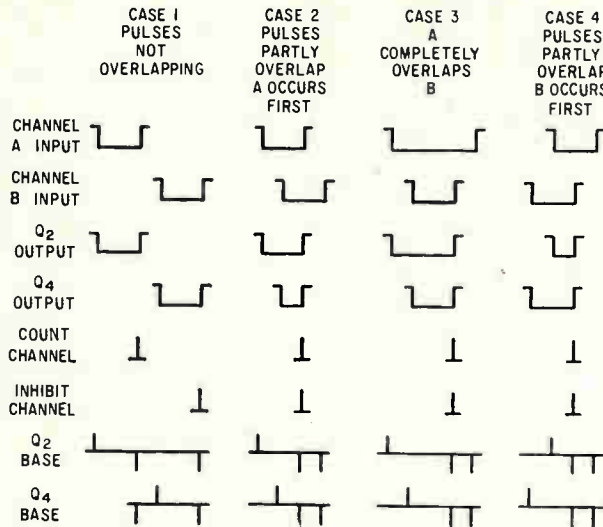 CASE 1
PULSES
NOT
OVERLAPPING
CASE 2
PULSES
PARTLY
OVERLAP
A OCCURS
FIRST
CASE 3
A
COMPLETELY
OVERLAPS
B
CASE 4
PULSES
PARTLY
OVERLAP
B OCCURS
FIRST
CHANNEL
A INPUT
CHANNEL
B INPUT
Q2
OUTPUT
Q4
OUTPUT
COUNT
CHANNEL
INHIBIT
CHANNEL
Q2
BASE
Q4
BASE